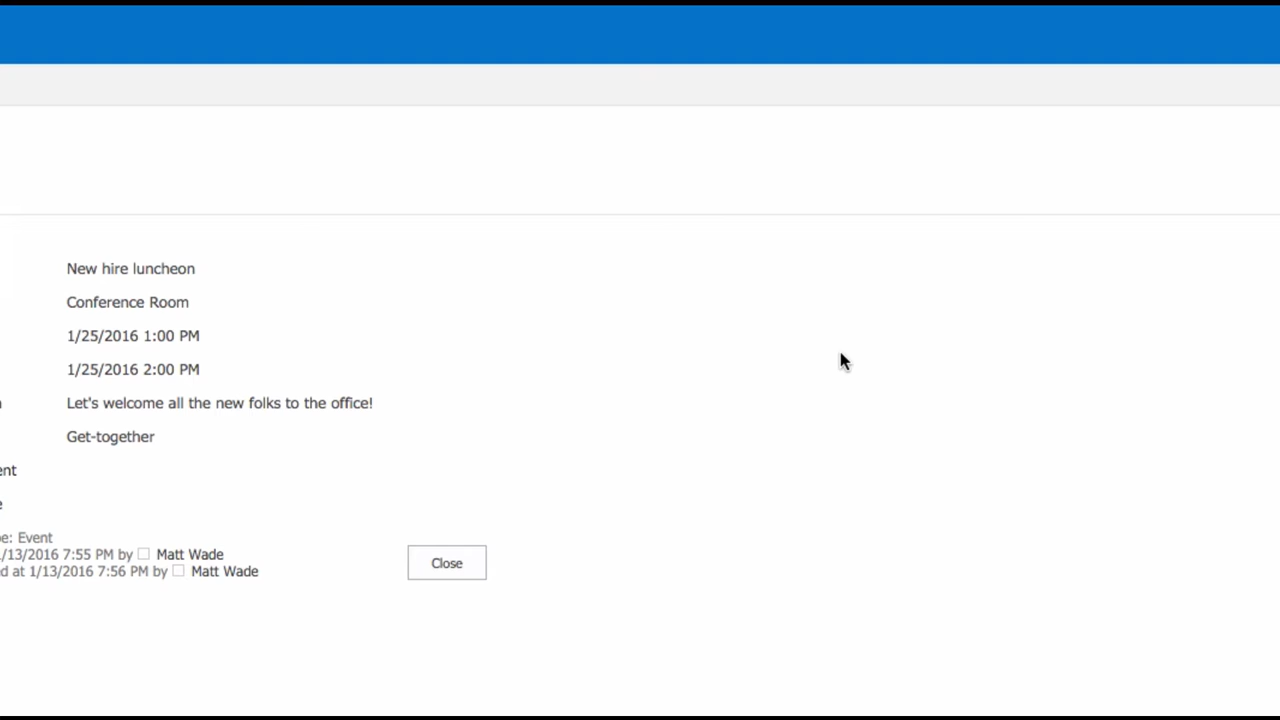 New hire luncheon
Conference Room
1/25/2016 1:00 PM
1/25/2016 2:00 PM
Let's welcome all the new folks to the office!
Get-together
ent
e
e: Event
/13/2016 7:55 PM by Matt Wade
d at 1/13/2016 7:56 PM by Matt Wade
Close